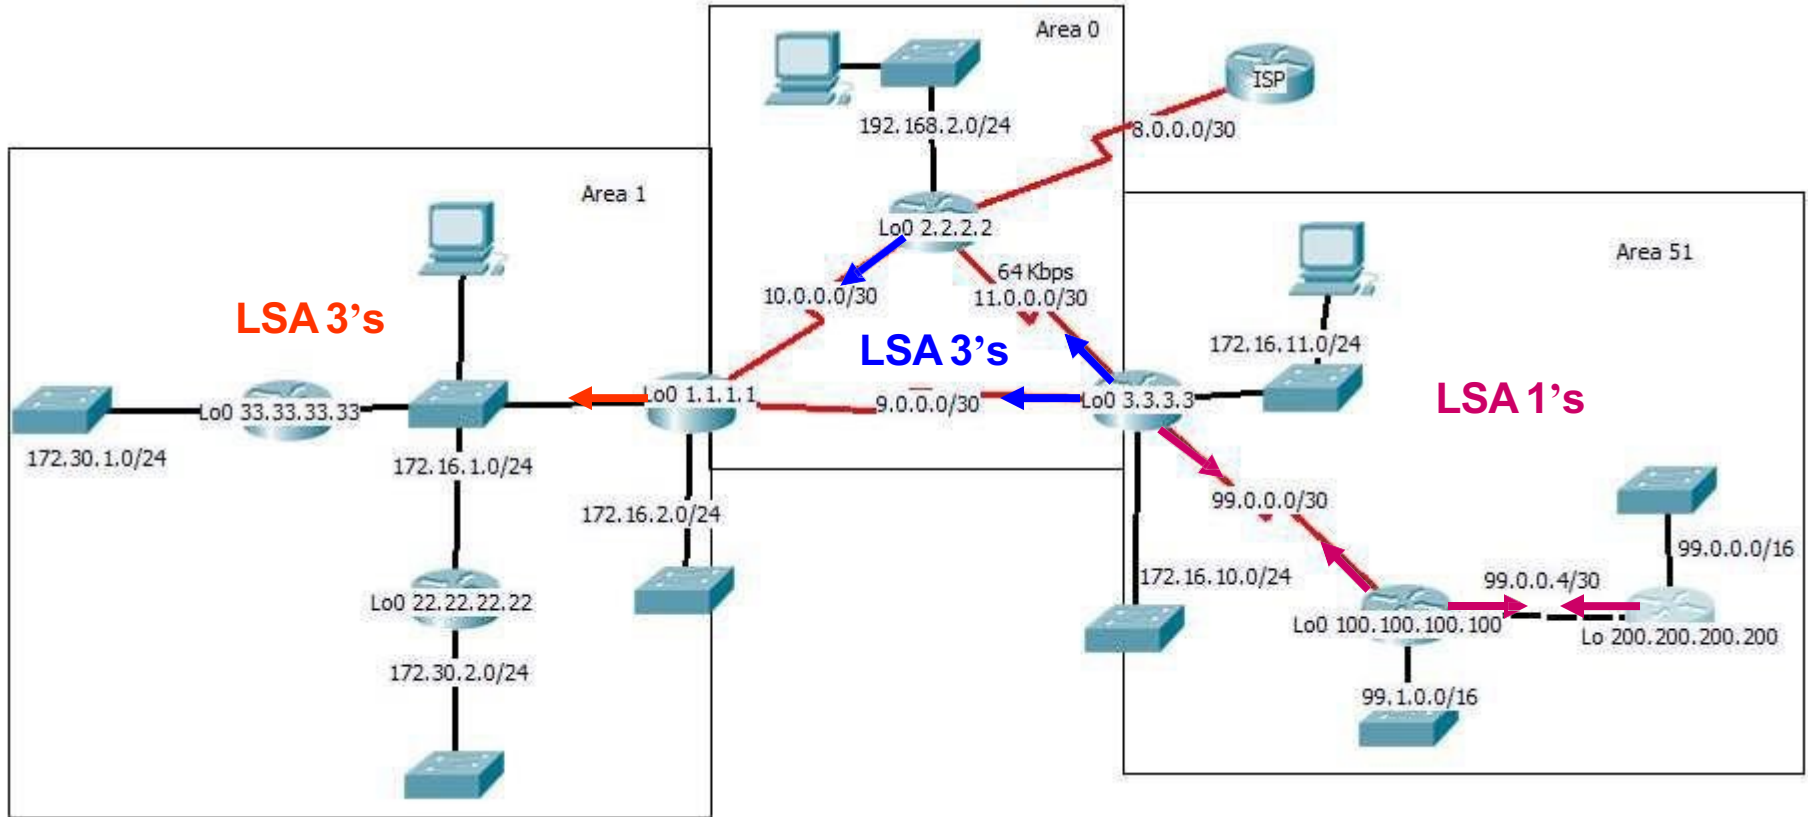 Area 0
ISP
192.168.2.0/24
8.0.0.0/30
Area 1
Lo0 2.2.2.2
Area 51
64 Kbps
10.0.0.0/30
11.0.0.0/30
LSA 3’s
LSA 3’s
172.16.11.0/24
Lo0 33.33.33.33
Lo0 1.1.1.1
9.0.0.0/30
Lo0 3.3.3.3
LSA 1’s
172.30.1.0/24
172.16.1.0/24
172.16.2.0/24
99.0.0.0/30
99.0.0.0/16
172.16.10.0/24
99.0.0.4/30
Lo0 22.22.22.22
Lo0 100.100.100.100
Lo 200.200.200.200
172.30.2.0/24
99.1.0.0/16